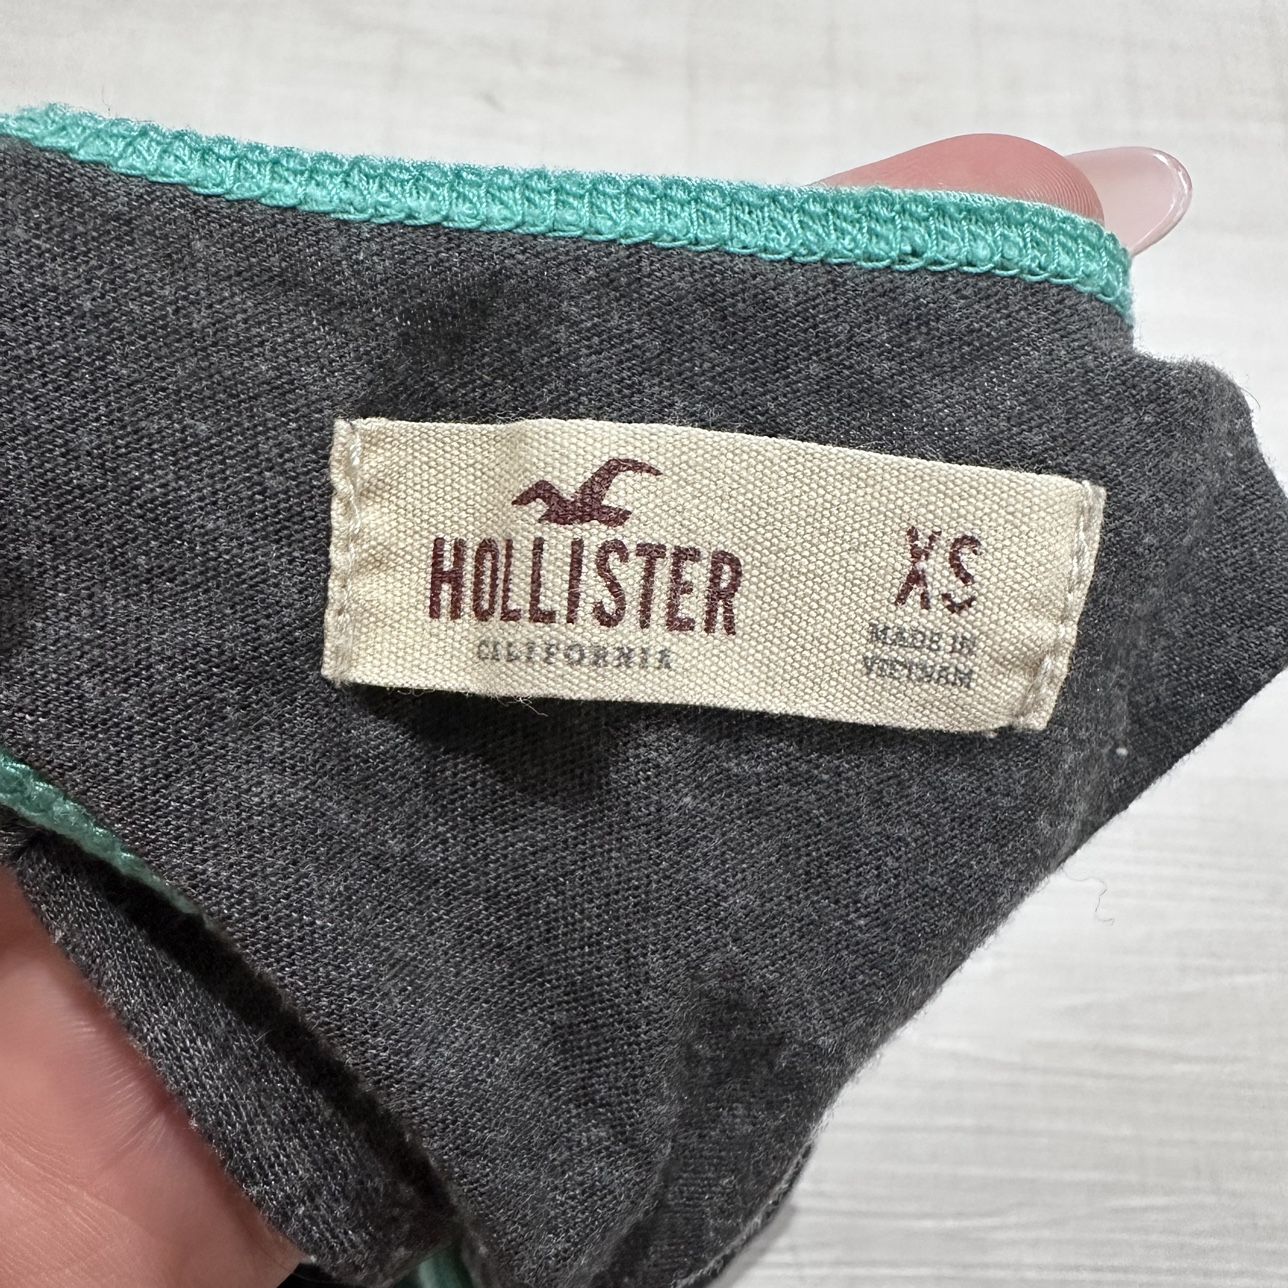 HOLLISTER
CALIFORNIA
XS
MADE IN
VIETNAM